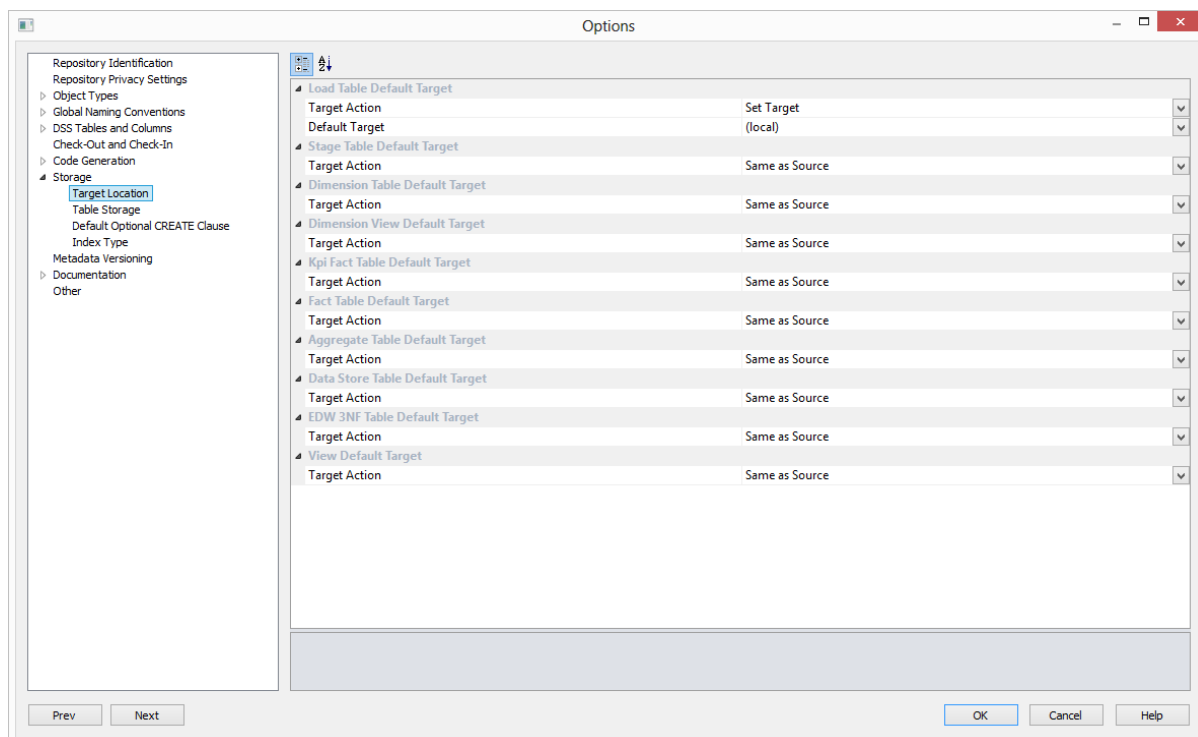 Options
Repository Identification
Repository Privacy Settings
Object Types
Global Naming Conventions
DSS Tables and Columns
Check-Out and Check-In
Code Generation
Storage
Target Location
Table Storage
Default Optional CREATE Clause
Index Type
Metadata Versioning
Documentation
Other
Load Table Default Target
Target Action Set Target
Default Target (local)
Stage Table Default Target
Target Action Same as Source
Dimension Table Default Target
Target Action Same as Source
Dimension View Default Target
Target Action Same as Source
Kpi Fact Table Default Target
Target Action Same as Source
Fact Table Default Target
Target Action Same as Source
Aggregate Table Default Target
Target Action Same as Source
Data Store Table Default Target
Target Action Same as Source
EDW 3NF Table Default Target
Target Action Same as Source
View Default Target
Target Action Same as Source
Prev Next OK Cancel Help